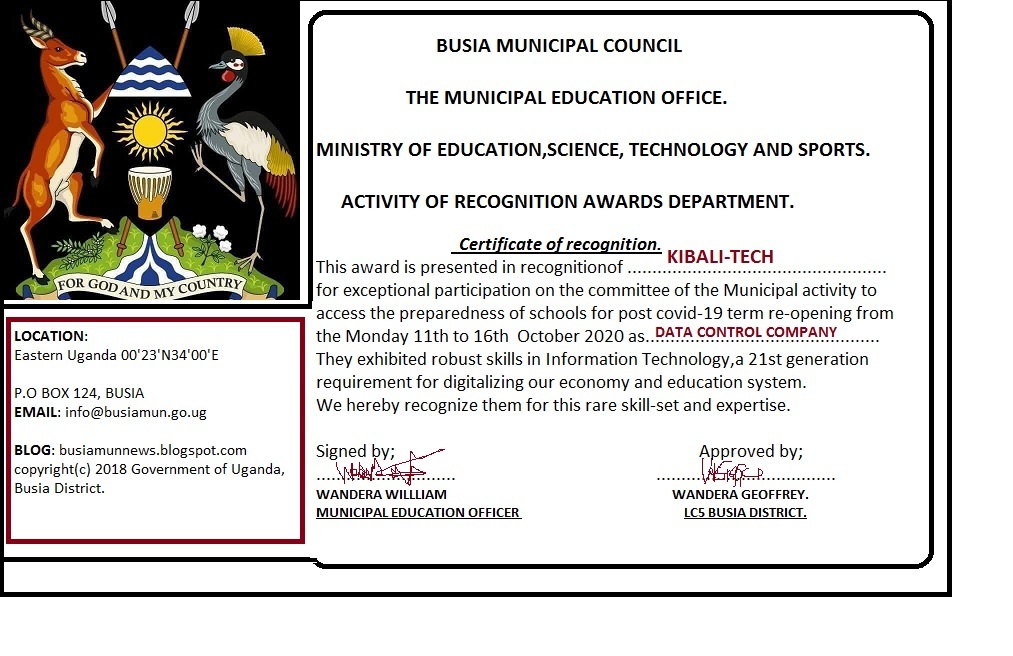 FOR GOD AND MY COUNTRY
BUSIA MUNICIPAL COUNCIL
THE MUNICIPAL EDUCATION OFFICE.
MINISTRY OF EDUCATION,SCIENCE, TECHNOLOGY AND SPORTS.
ACTIVITY OF RECOGNITION AWARDS DEPARTMENT.
Certificate of recognition.
This award is presented in recognitionof ...KIBALI-TECH...
for exceptional participation on the committee of the Municipal activity to
access the preparedness of schools for post covid-19 term re-opening from
the Monday 11th to 16th October 2020 as..DATA CONTROL COMPANY...
They exhibited robust skills in Information Technology,a 21st generation
requirement for digitalizing our economy and education system.
We hereby recognize them for this rare skill-set and expertise.
Signed by;
WANDERA WILLLIAM
MUNICIPAL EDUCATION OFFICER
Approved by;
WANDERA GEOFFREY.
LC5 BUSIA DISTRICT.
LOCATION:
Eastern Uganda 00'23'N34'00'E
P.O BOX 124, BUSIA
EMAIL: info@busiamun.go.ug
BLOG: busiamunnews.blogspot.com
copyright(c) 2018 Government of Uganda,
Busia District.